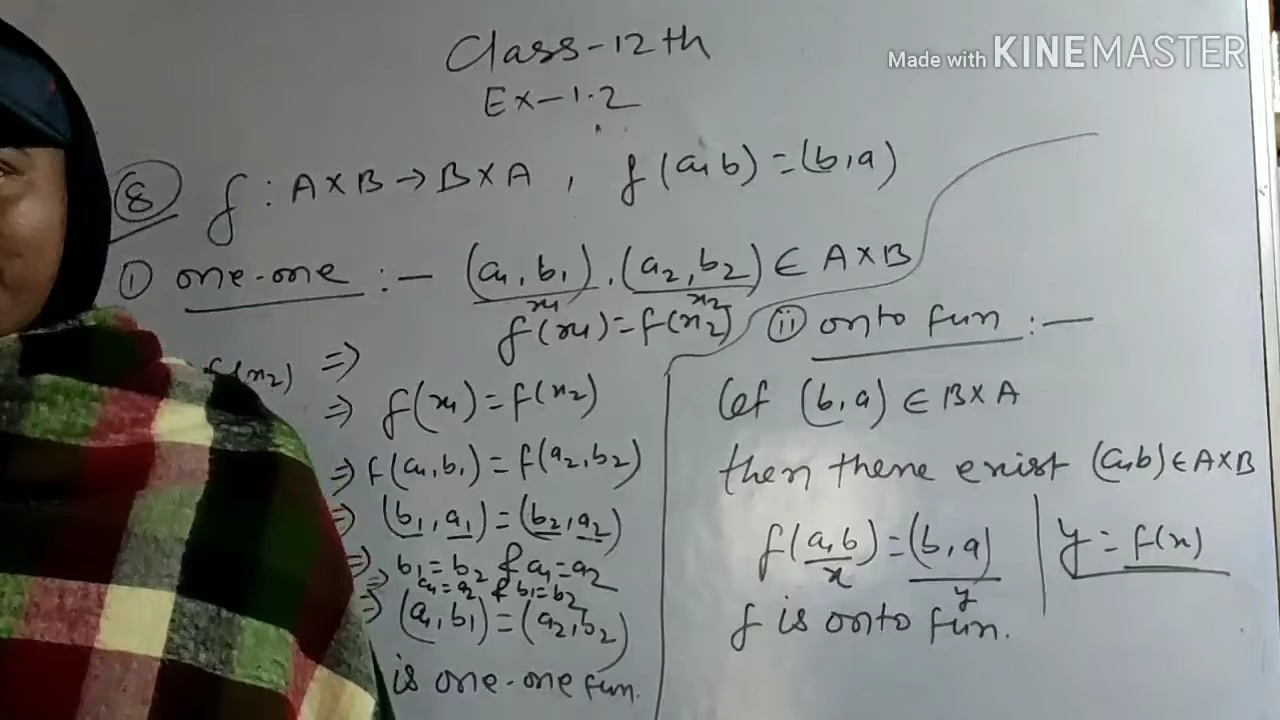 Class-12th
Made with KINEMASTER
Ex-1.2
⑧ f : A×B→B×A , f(a,b)=(b,a)
① one-one :- (a₁,b₁),(a₂,b₂)∈A×B
x₁ x₂
f(x₁)=f(x₂)
f(x₂) ⇒
⇒ f(x₁)=f(x₂)
⇒ f(a₁,b₁)=f(a₂,b₂)
⇒ (b₁,a₁)=(b₂,a₂)
⇒ b₁=b₂ & a₁=a₂
⇒ a₁=a₂ & b₁=b₂
⇒ (a₁,b₁)=(a₂,b₂)
is one-one fun.
ⓘⓘ onto fun :-
Let (b,a)∈B×A
then there exist (a,b)∈A×B
f(a,b)=(b,a) | y=f(x)
x y
f is onto fun.